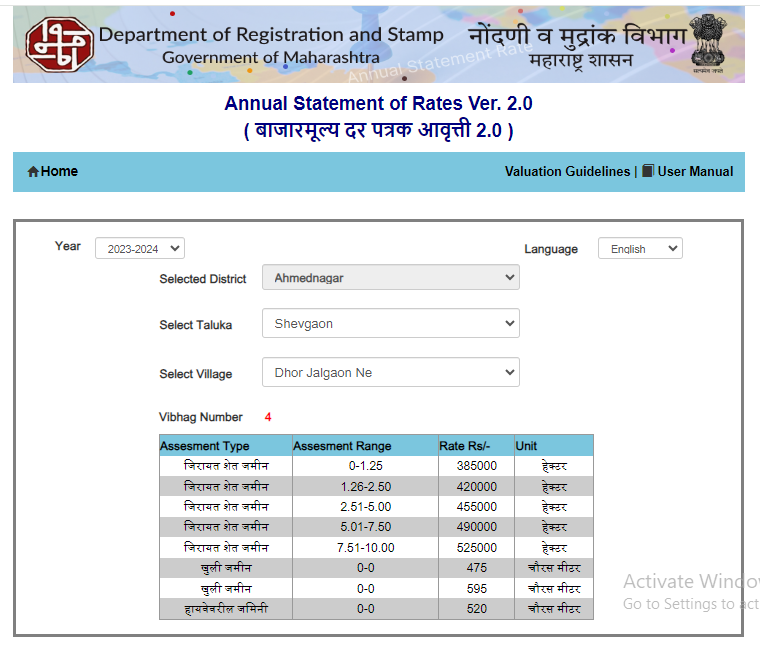 Department of Registration and Stamp
Government of Maharashtra
नोंदणी व मुद्रांक विभाग
महाराष्ट्र शासन
सत्यमेव जयते
Annual Statement Rate
Annual Statement of Rates Ver. 2.0
( बाजारमूल्य दर पत्रक आवृत्ती 2.0 )
Home Valuation Guidelines | User Manual
Year 2023-2024 Language English
Selected District Ahmednagar
Select Taluka Shevgaon
Select Village Dhor Jalgaon Ne
Vibhag Number 4
Assesment Type Assesment Range Rate Rs/- Unit
जिरायत शेत जमीन 0-1.25 385000 हेक्टर
जिरायत शेत जमीन 1.26-2.50 420000 हेक्टर
जिरायत शेत जमीन 2.51-5.00 455000 हेक्टर
जिरायत शेत जमीन 5.01-7.50 490000 हेक्टर
जिरायत शेत जमीन 7.51-10.00 525000 हेक्टर
खुली जमीन 0-0 475 चौरस मीटर
खुली जमीन 0-0 595 चौरस मीटर
हायवेवरील जमिनी 0-0 520 चौरस मीटर
Activate Windo
Go to Settings to act